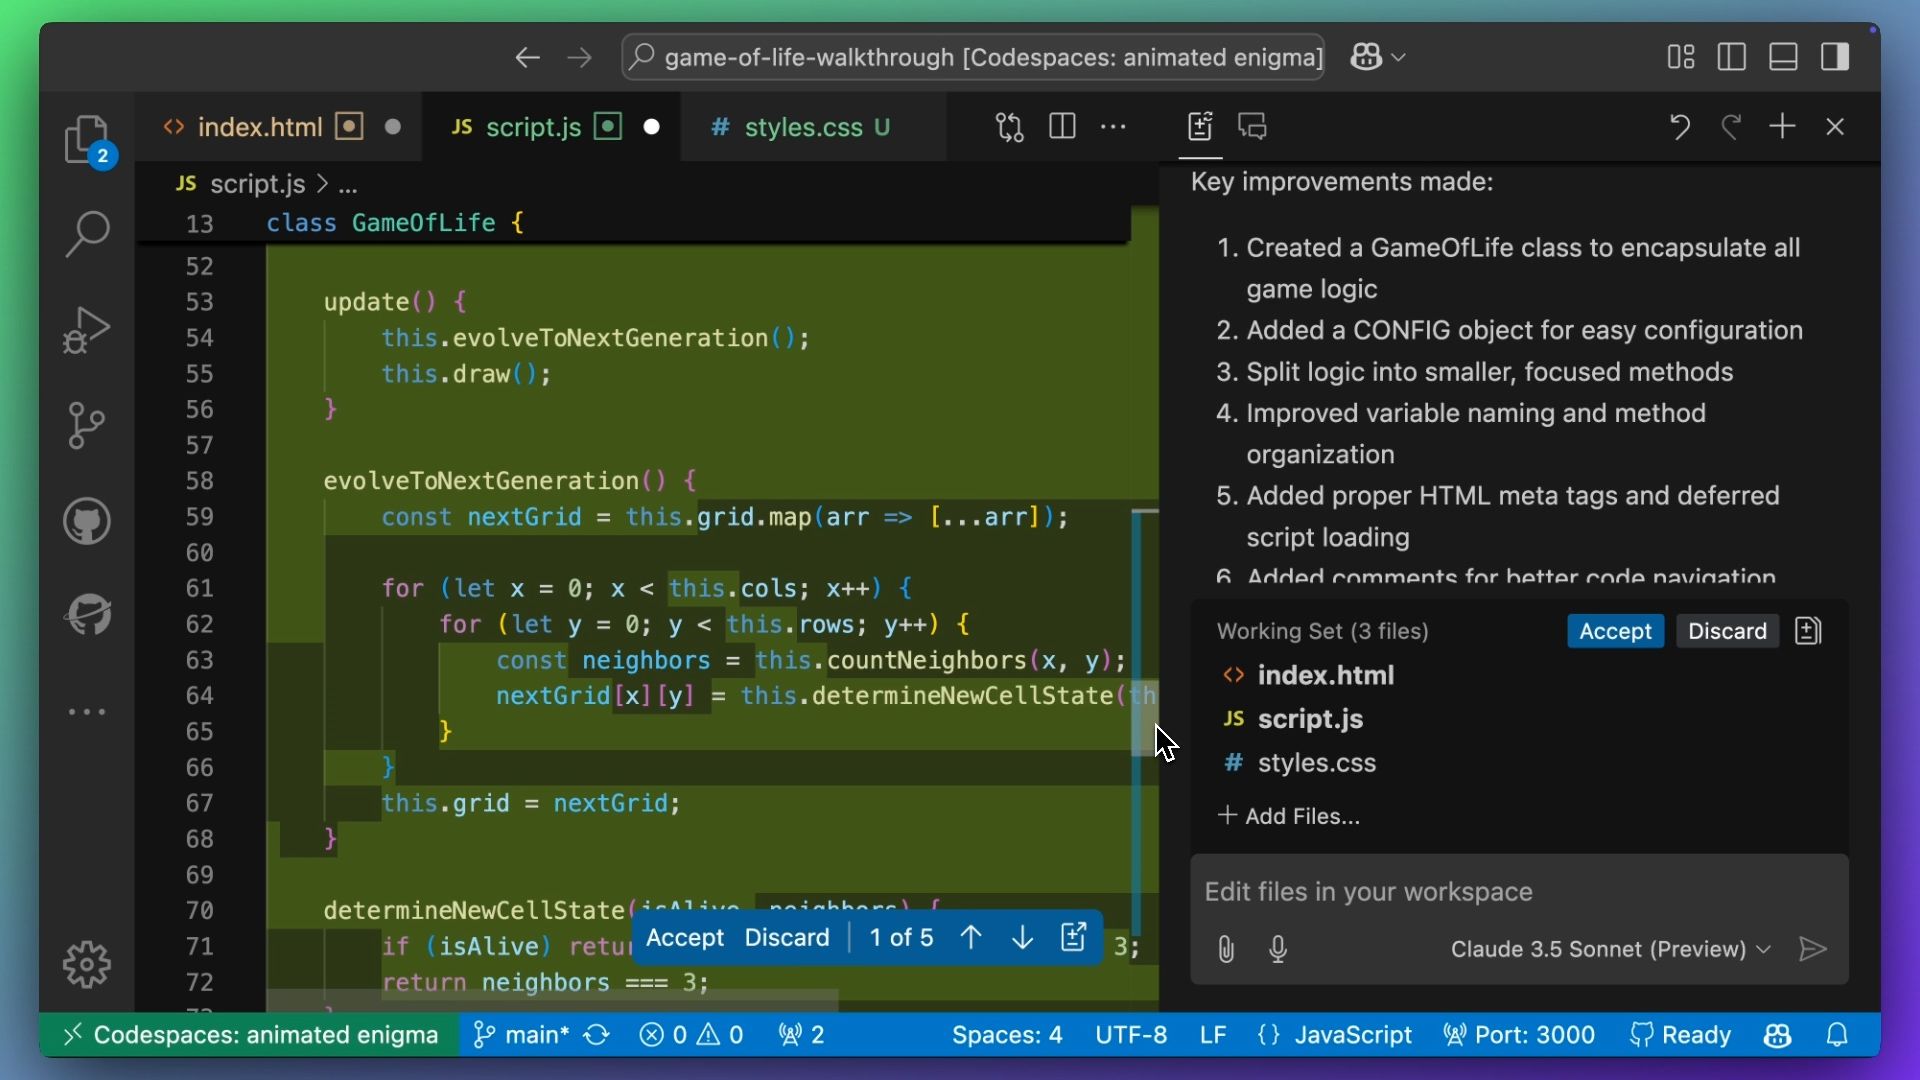 game-of-life-walkthrough [Codespaces: animated enigma]
2
index.html
JS script.js
# styles.css U
JS script.js > ...
13 class GameOfLife {
52
53 update() {
54 this.evolveToNextGeneration();
55 this.draw();
56 }
57
58 evolveToNextGeneration() {
59 const nextGrid = this.grid.map(arr => [...arr]);
60
61 for (let x = 0; x < this.cols; x++) {
62 for (let y = 0; y < this.rows; y++) {
63 const neighbors = this.countNeighbors(x, y);
64 nextGrid[x][y] = this.determineNewCellState(th
65 }
66 }
67 this.grid = nextGrid;
68 }
69
70 determineNewCellState(isAlive, neighbors) {
71 if (isAlive) retur 3;
72 return neighbors === 3;
Accept Discard 1 of 5
Key improvements made:
1. Created a GameOfLife class to encapsulate all
game logic
2. Added a CONFIG object for easy configuration
3. Split logic into smaller, focused methods
4. Improved variable naming and method
organization
5. Added proper HTML meta tags and deferred
script loading
6. Added comments for better code navigation
Working Set (3 files) Accept Discard
<> index.html
JS script.js
# styles.css
+ Add Files...
Edit files in your workspace
Claude 3.5 Sonnet (Preview)
Codespaces: animated enigma main* 0 0 2 Spaces: 4 UTF-8 LF {} JavaScript Port: 3000 Ready